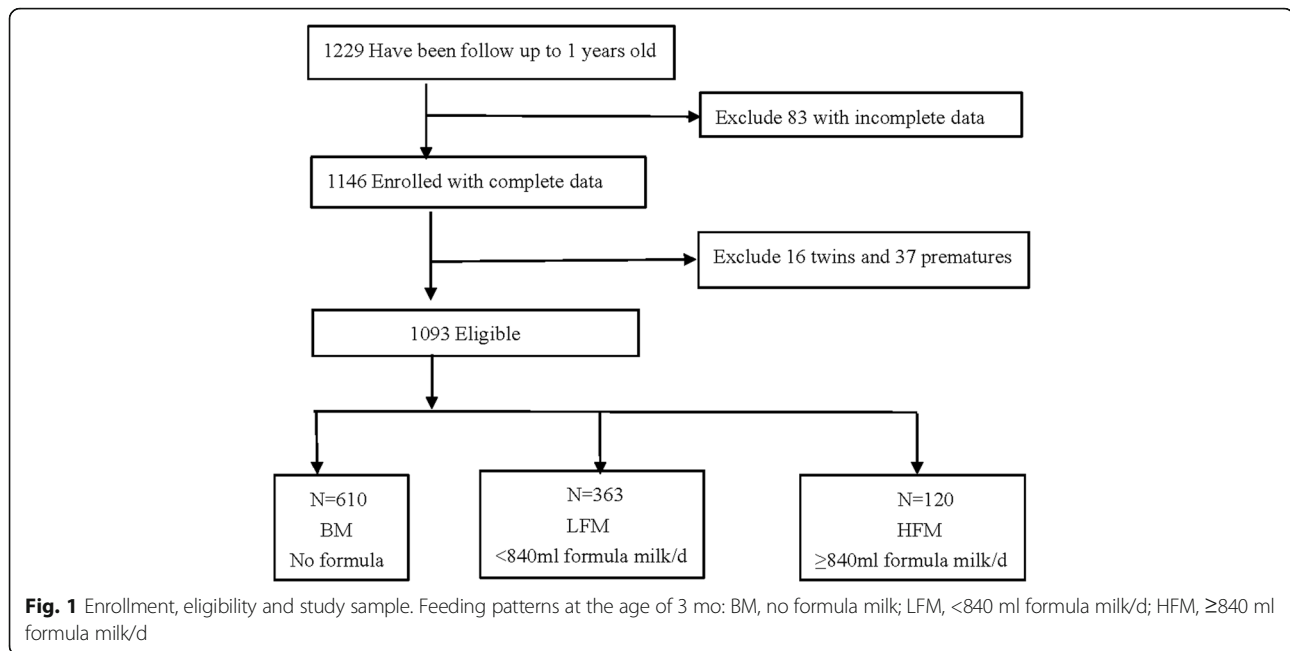 1229 Have been follow up to 1 years old
Exclude 83 with incomplete data
1146 Enrolled with complete data
Exclude 16 twins and 37 prematures
1093 Eligible
N=610
BM
No formula
N=363
LFM
<840ml formula milk/d
N=120
HFM
≥840ml formula milk/d
Fig. 1 Enrollment, eligibility and study sample. Feeding patterns at the age of 3 mo: BM, no formula milk; LFM, <840 ml formula milk/d; HFM, ≥840 ml
formula milk/d